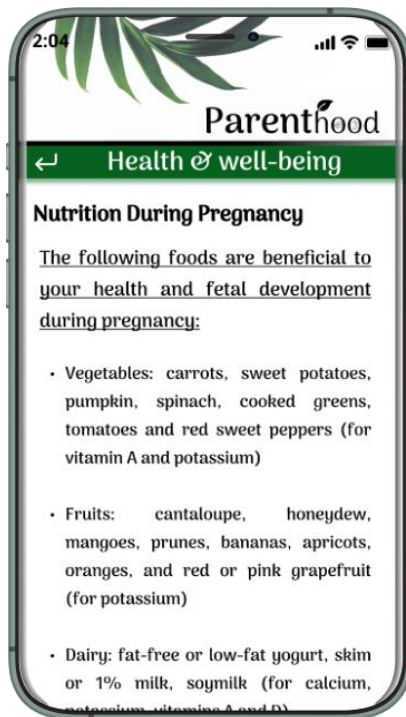 2:04
Parenthood
Health & well-being
Nutrition During Pregnancy
The following foods are beneficial to
your health and fetal development
during pregnancy:
• Vegetables: carrots, sweet potatoes,
pumpkin, spinach, cooked greens,
tomatoes and red sweet peppers (for
vitamin A and potassium)
• Fruits: cantaloupe, honeydew,
mangoes, prunes, bananas, apricots,
oranges, and red or pink grapefruit
(for potassium)
• Dairy: fat-free or low-fat yogurt, skim
or 1% milk, soymilk (for calcium,
potassium, vitamins A and D)